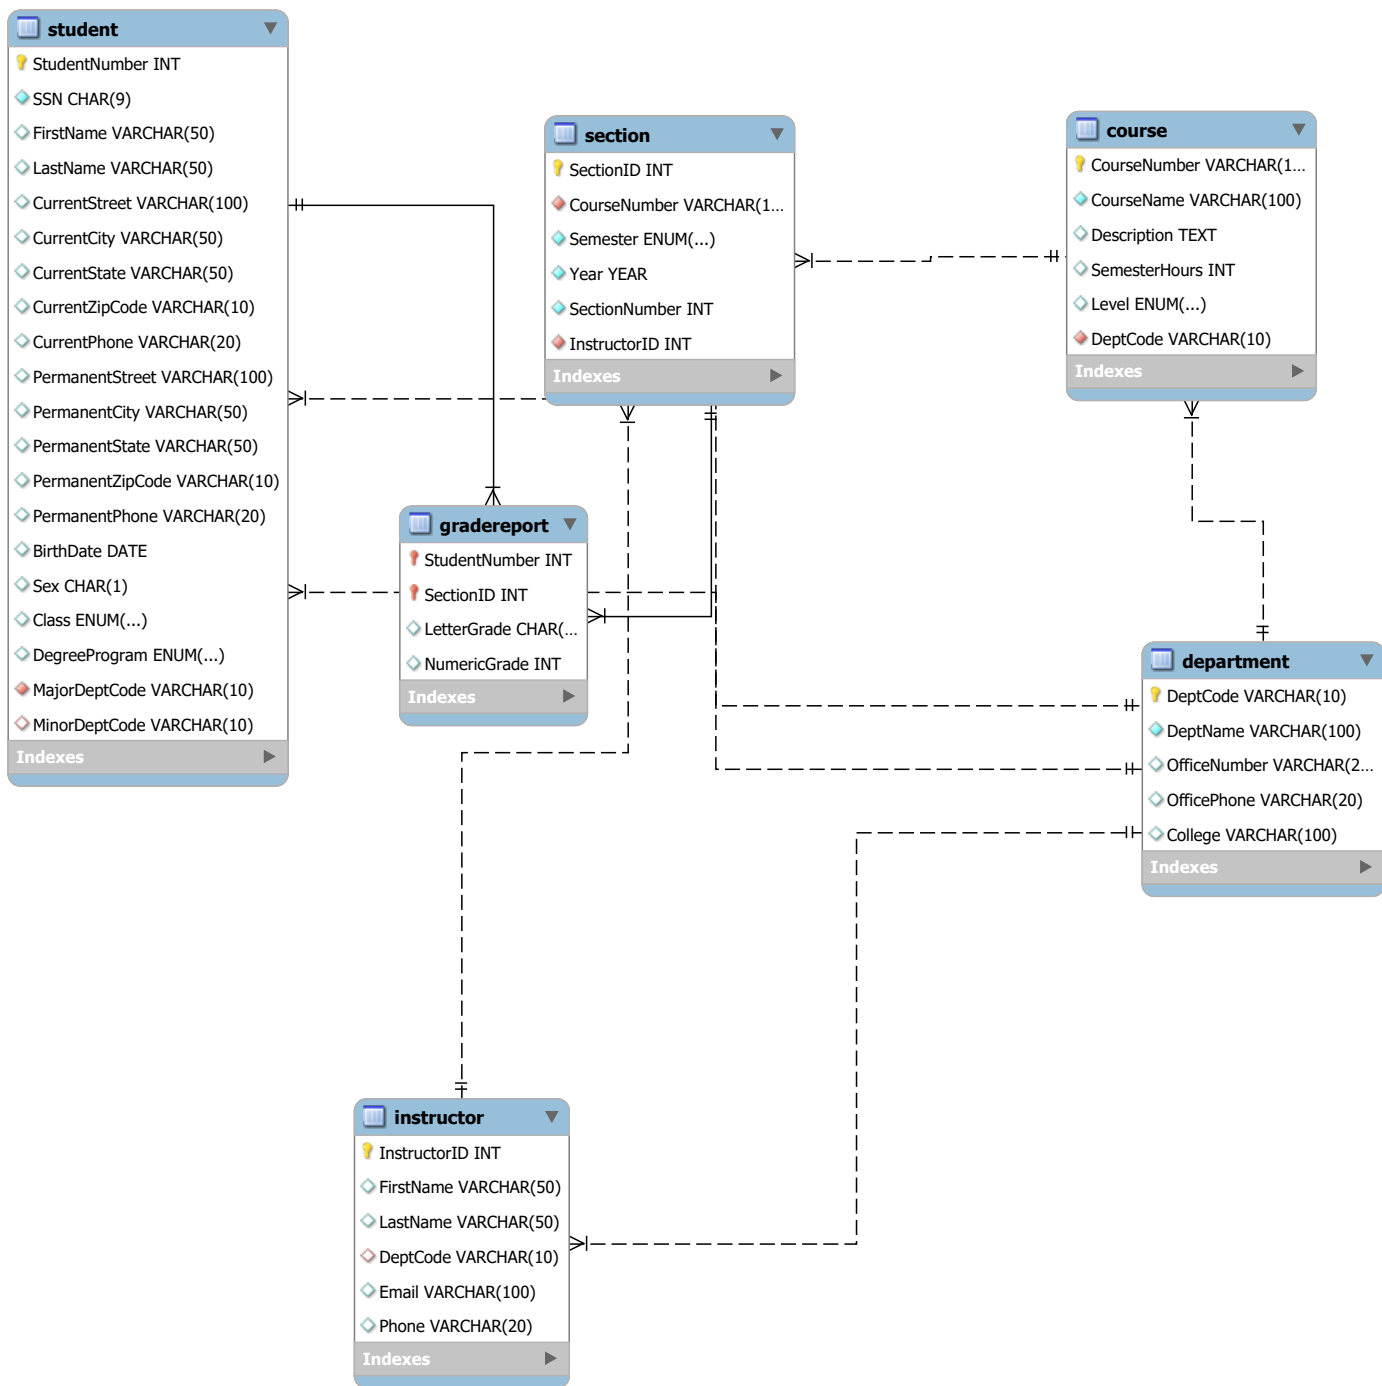 student
StudentNumber INT
SSN CHAR(9)
FirstName VARCHAR(50)
LastName VARCHAR(50)
CurrentStreet VARCHAR(100)
CurrentCity VARCHAR(50)
CurrentState VARCHAR(50)
CurrentZipCode VARCHAR(10)
CurrentPhone VARCHAR(20)
PermanentStreet VARCHAR(100)
PermanentCity VARCHAR(50)
PermanentState VARCHAR(50)
PermanentZipCode VARCHAR(10)
PermanentPhone VARCHAR(20)
BirthDate DATE
Sex CHAR(1)
Class ENUM(...)
DegreeProgram ENUM(...)
MajorDeptCode VARCHAR(10)
MinorDeptCode VARCHAR(10)
Indexes
section
SectionID INT
CourseNumber VARCHAR(1...
Semester ENUM(...)
Year YEAR
SectionNumber INT
InstructorID INT
Indexes
course
CourseNumber VARCHAR(1...
CourseName VARCHAR(100)
Description TEXT
SemesterHours INT
Level ENUM(...)
DeptCode VARCHAR(10)
Indexes
gradereport
StudentNumber INT
SectionID INT
LetterGrade CHAR(...
NumericGrade INT
Indexes
department
DeptCode VARCHAR(10)
DeptName VARCHAR(100)
OfficeNumber VARCHAR(2...
OfficePhone VARCHAR(20)
College VARCHAR(100)
Indexes
instructor
InstructorID INT
FirstName VARCHAR(50)
LastName VARCHAR(50)
DeptCode VARCHAR(10)
Email VARCHAR(100)
Phone VARCHAR(20)
Indexes